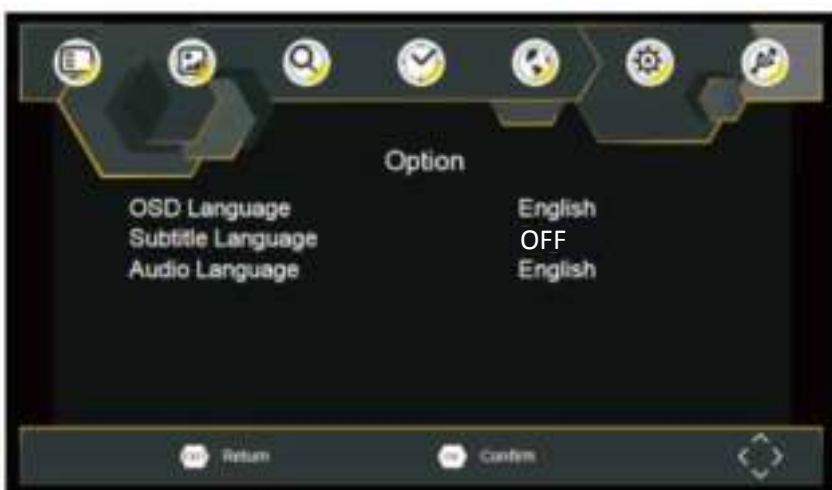 Option
OSD Language English
Subtitle Language OFF
Audio Language English
Return Confirm